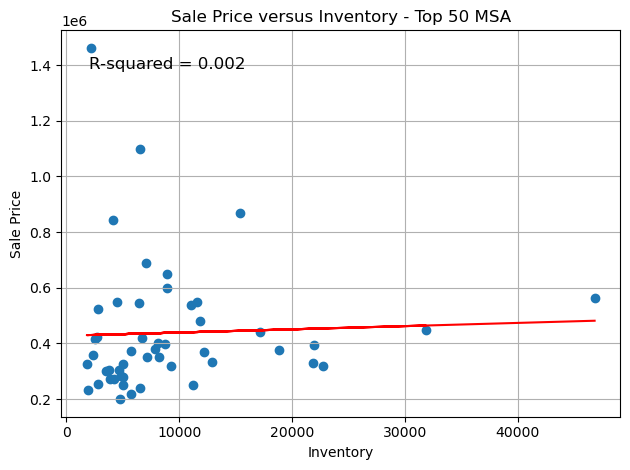 Sale Price versus Inventory - Top 50 MSA
1e6
R-squared = 0.002
1.4
1.2
1.0
0.8
0.6
0.4
0.2
Sale Price
0 10000 20000 30000 40000
Inventory